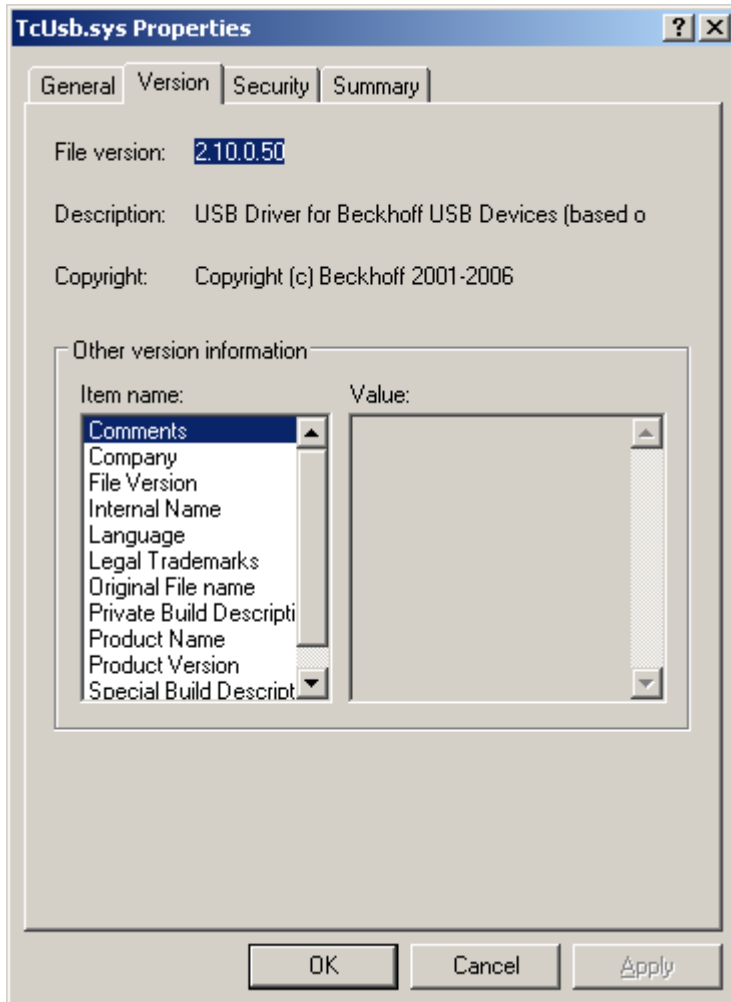 TcUsb.sys Properties
General Version Security Summary
File version: 2.10.0.50
Description: USB Driver for Beckhoff USB Devices (based o
Copyright: Copyright (c) Beckhoff 2001-2006
Other version information
Item name: Value:
Comments
Company
File Version
Internal Name
Language
Legal Trademarks
Original File name
Private Build Descripti
Product Name
Product Version
Special Build Descript
OK Cancel Apply